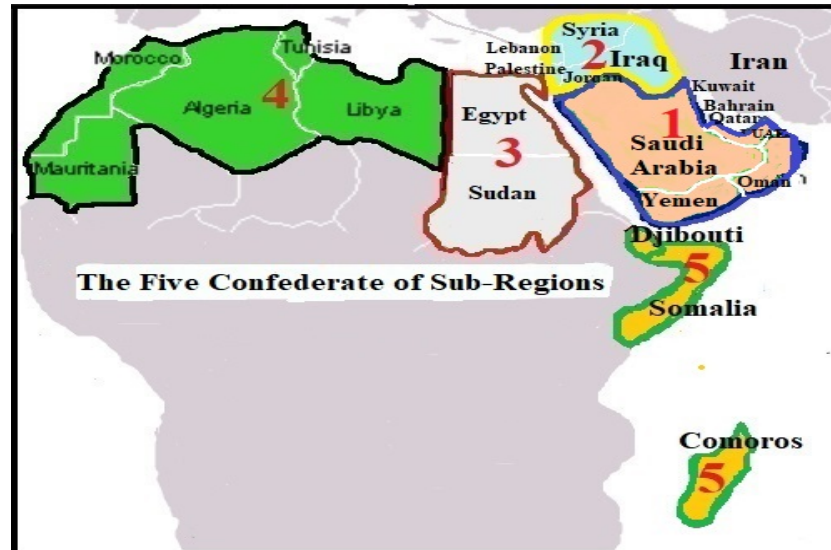 Morocco
Tunisia
Algeria
4
Libya
Mauritania
Syria
Lebanon
2
Iraq
Palestine
Jordan
Iran
Kuwait
Bahrain
Qatar
UAE
1
Saudi
Arabia
Oman
Yemen
Egypt
3
Sudan
Djibouti
5
Somalia
The Five Confederate of Sub-Regions
Comoros
5